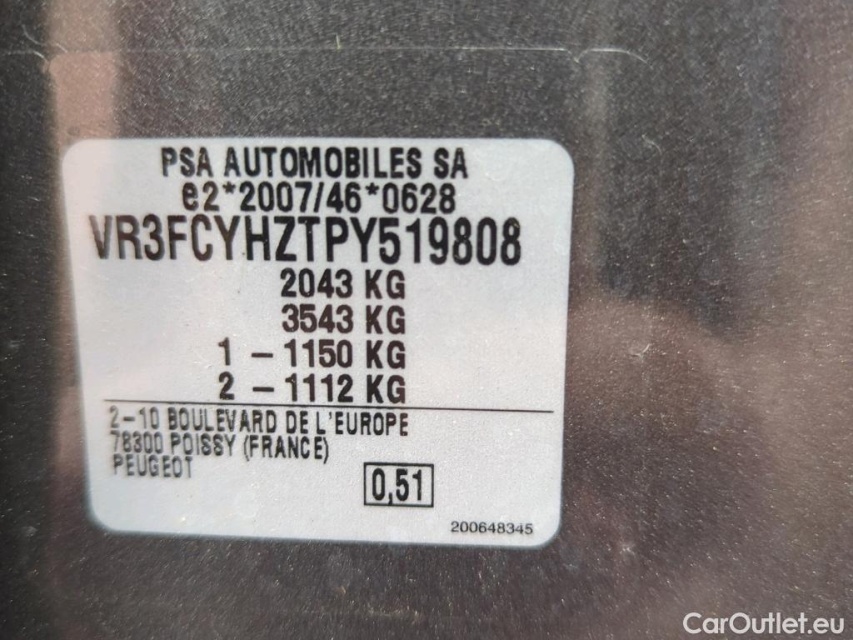 PSA AUTOMOBILES SA
e2*2007/46*0628
VR3FCYHZTPY519808
2043 KG
3543 KG
1 - 1150 KG
2 - 1112 KG
2-10 BOULEVARD DE L'EUROPE
78300 POISSY (FRANCE)
PEUGEOT
0,51
200648345
CarOutlet.eu